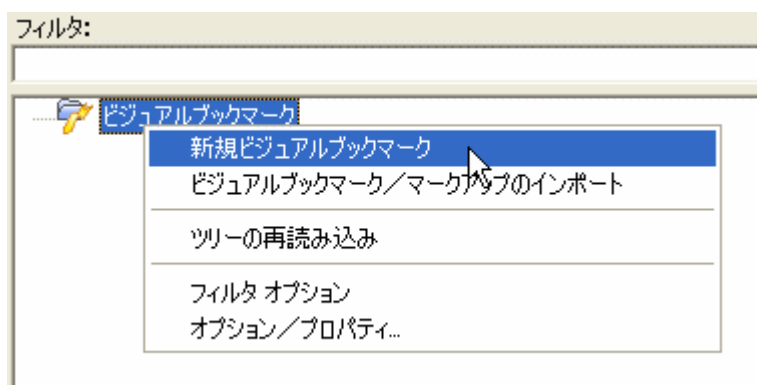 フィルタ:
ビジュアルブックマーク
新規ビジュアルブックマーク
ビジュアルブックマーク／マークアップのインポート
ツリーの再読み込み
フィルタ オプション
オプション／プロパティ...